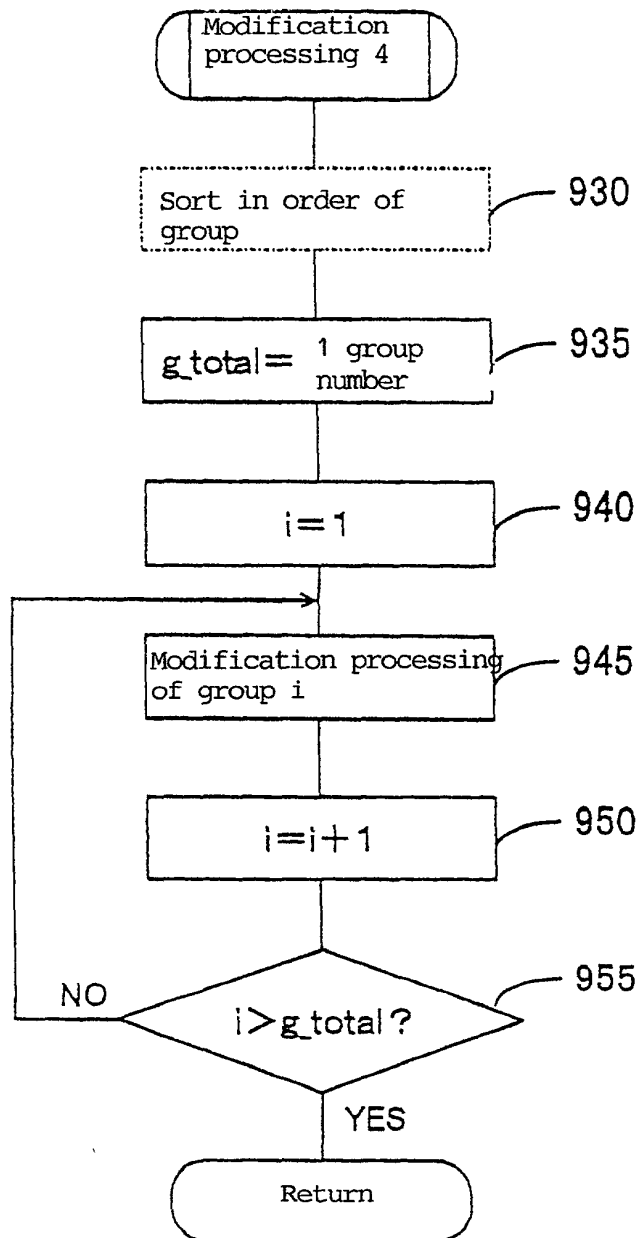 Modification
processing 4
Sort in order of
group
930
g_total= 1 group
number
935
i=1
940
Modification processing
of group i
945
i=i+1
950
i>g_total?
955
NO
YES
Return